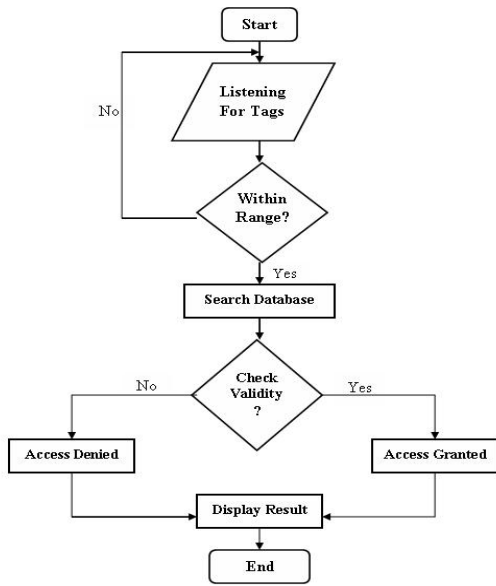 Start
Listening
For Tags
No
Within
Range?
Yes
Search Database
Check
Validity
?
No
Yes
Access Denied
Access Granted
Display Result
End